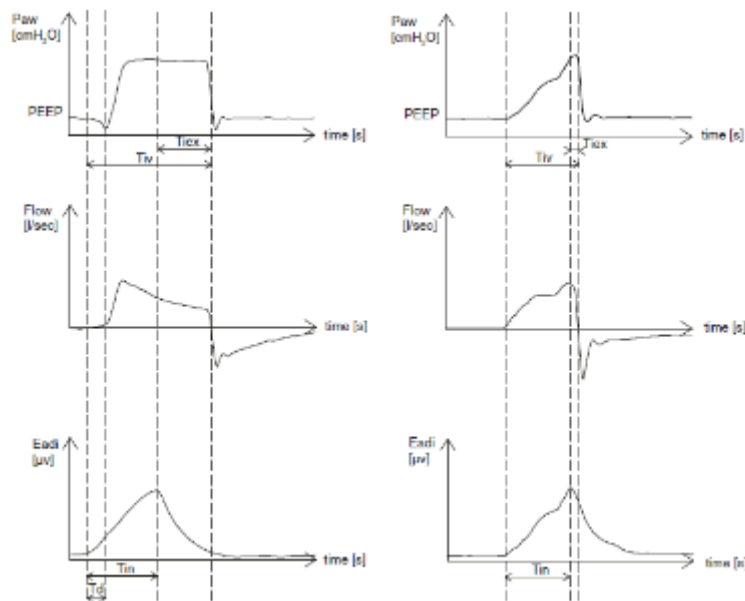 Paw
[cmH₂O]
PEEP
time [s]
Tiex
Tiv
Flow
[l/sec]
time [s]
Eadi
[μv]
time [s]
Tin
Td
Paw
[cmH₂O]
PEEP
time [s]
Tiex
Tiv
Flow
[l/sec]
time [s]
Eadi
[μv]
time [s]
Tin